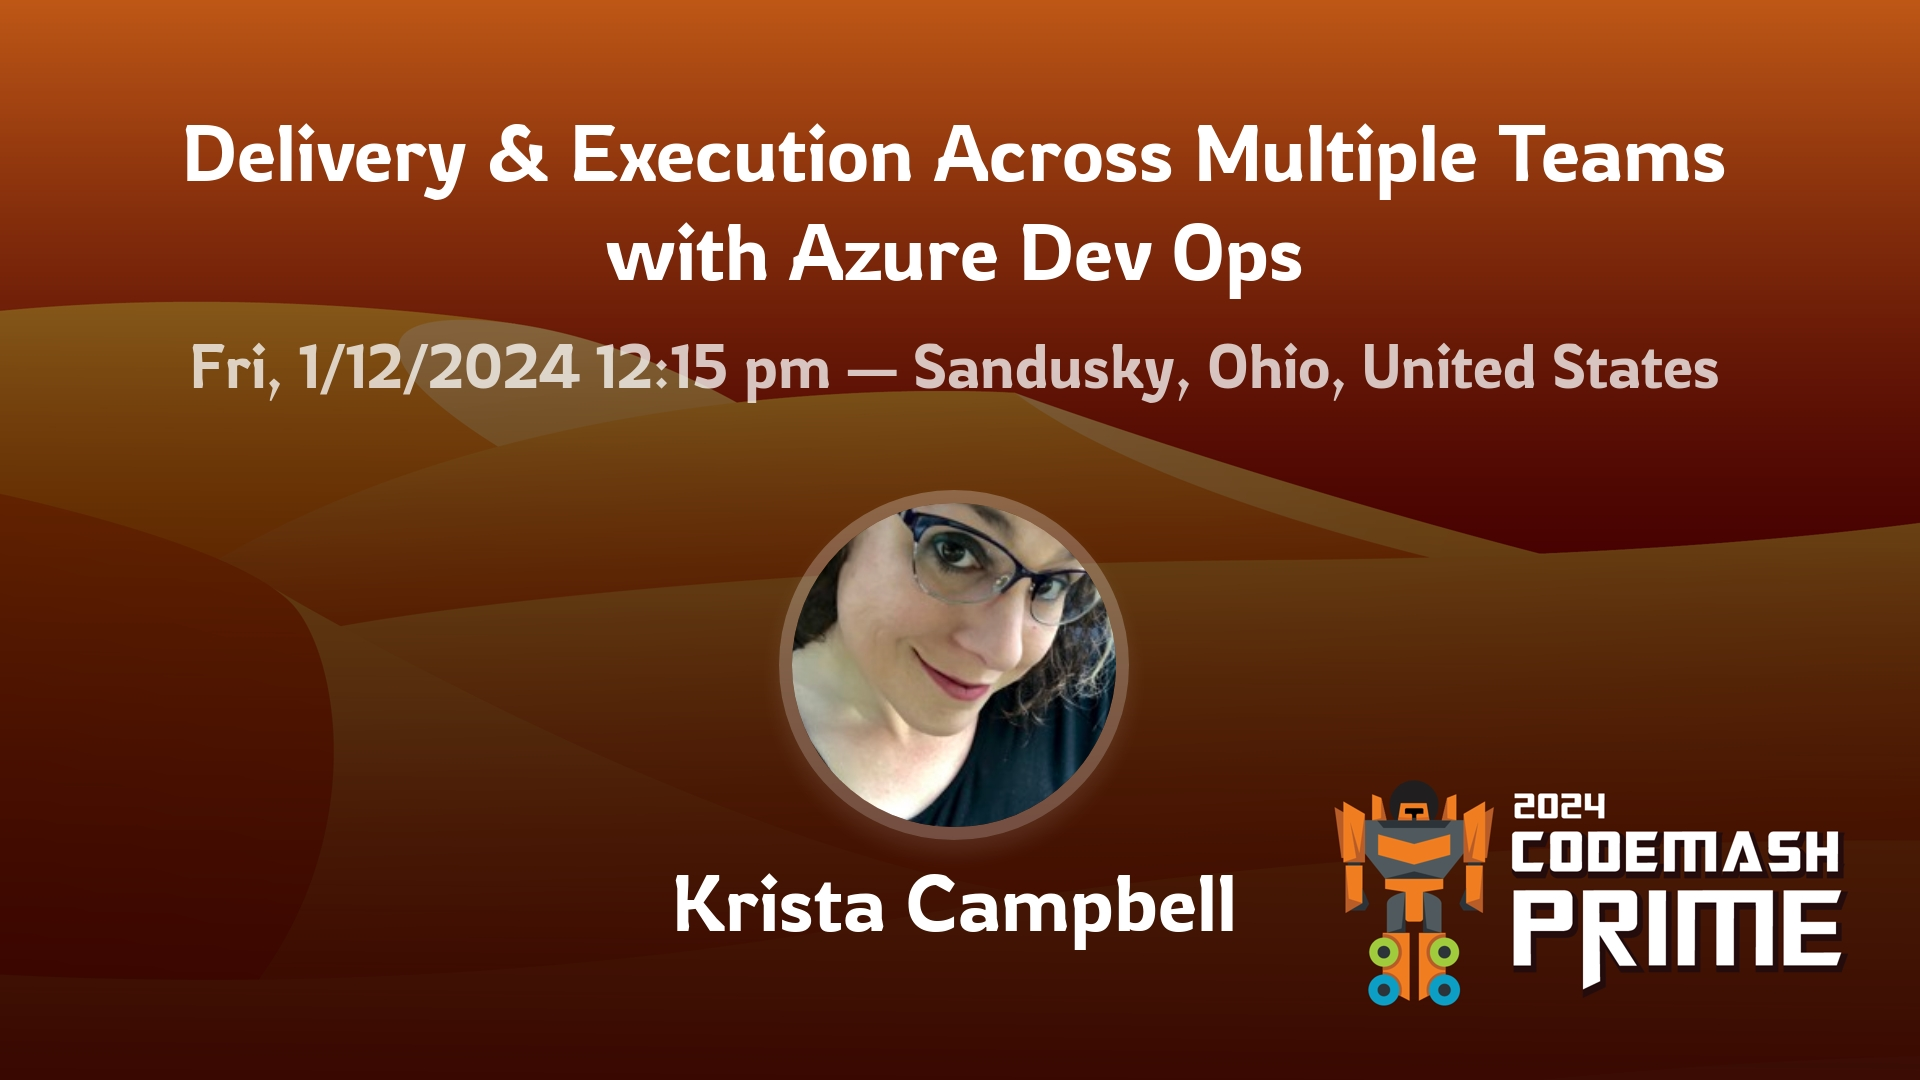 Delivery & Execution Across Multiple Teams
with Azure Dev Ops
Fri, 1/12/2024 12:15 pm — Sandusky, Ohio, United States
Krista Campbell
2024
CODEMASH
PRIME